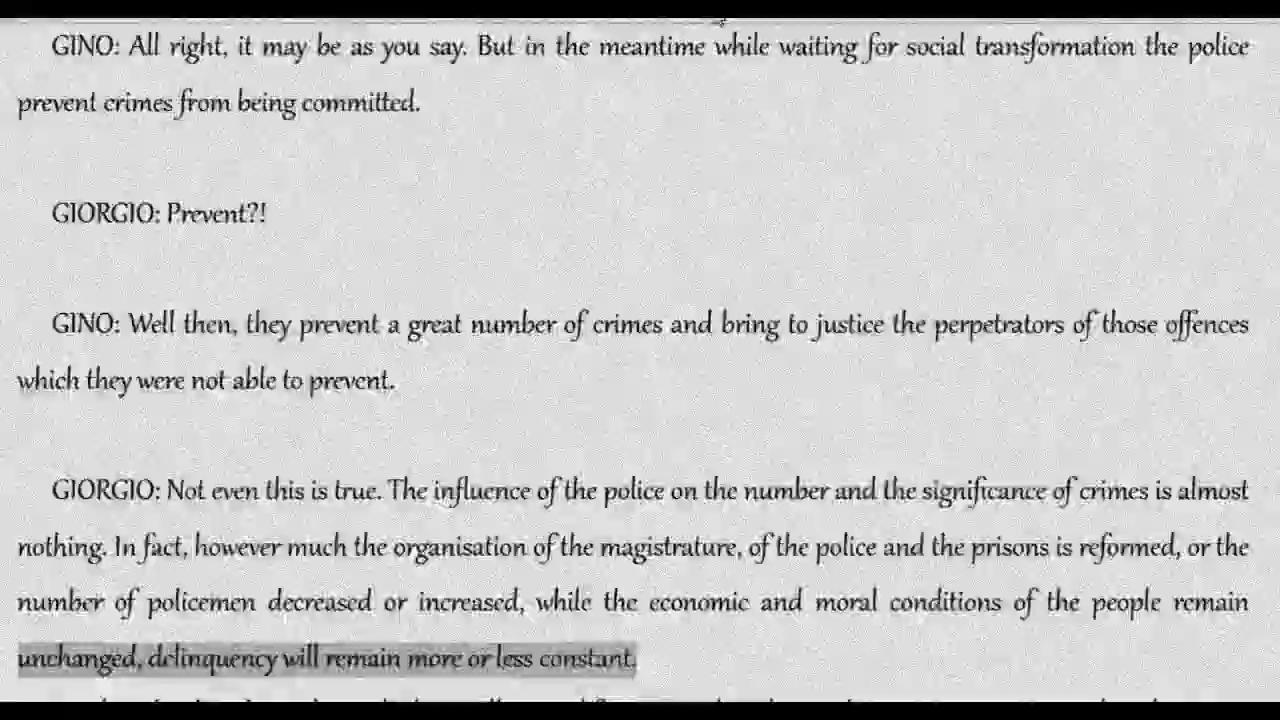 GINO: All right, it may be as you say. But in the meantime while waiting for social transformation the police
prevent crimes from being committed.
GIORGIO: Prevent?!
GINO: Well then, they prevent a great number of crimes and bring to justice the perpetrators of those offences
which they were not able to prevent.
GIORGIO: Not even this is true. The influence of the police on the number and the significance of crimes is almost
nothing. In fact, however much the organisation of the magistrature, of the police and the prisons is reformed, or the
number of policemen decreased or increased, while the economic and moral conditions of the people remain
unchanged, delinquency will remain more or less constant.